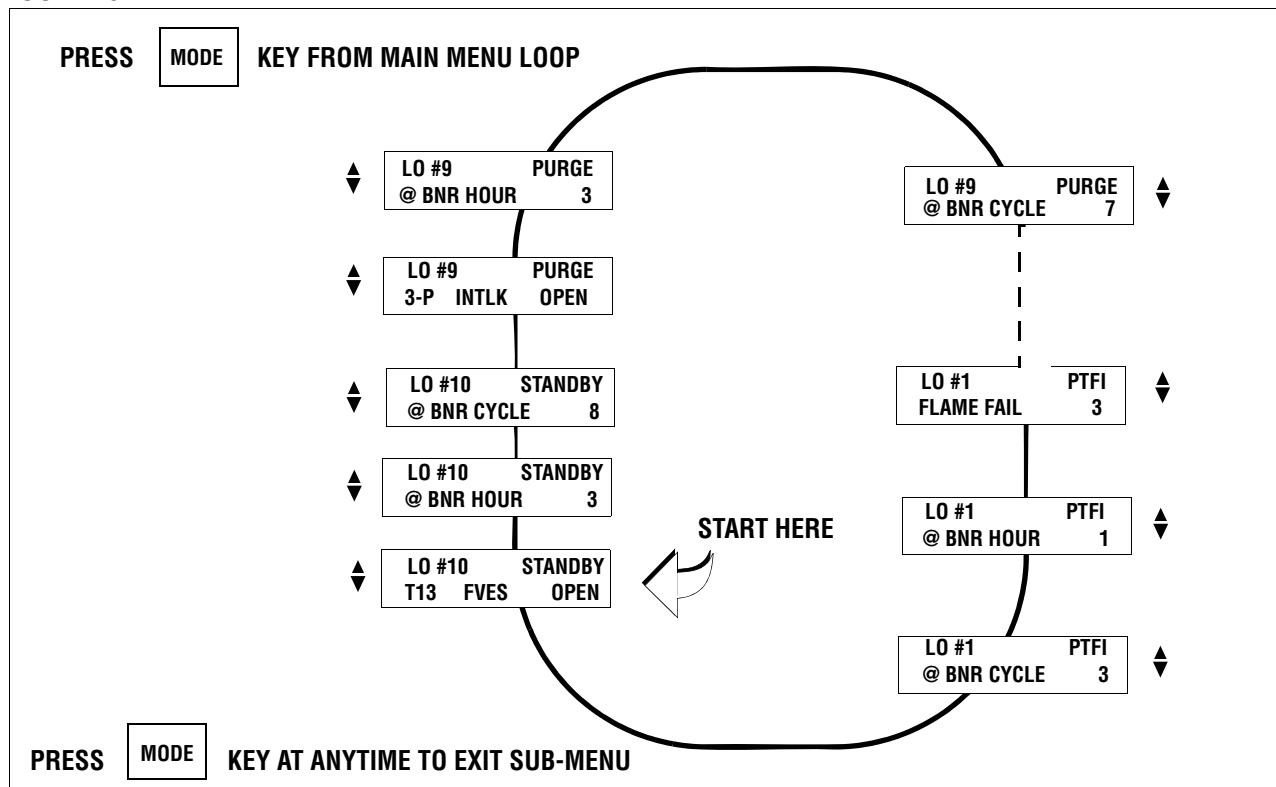 PRESS MODE KEY FROM MAIN MENU LOOP
LO #9 PURGE
@ BNR HOUR 3
LO #9 PURGE
3-P INTLK OPEN
LO #10 STANDBY
@ BNR CYCLE 8
LO #10 STANDBY
@ BNR HOUR 3
LO #10 STANDBY
T13 FVES OPEN
START HERE
LO #9 PURGE
@ BNR CYCLE 7
LO #1 PTFI
FLAME FAIL 3
LO #1 PTFI
@ BNR HOUR 1
LO #1 PTFI
@ BNR CYCLE 3
PRESS MODE KEY AT ANYTIME TO EXIT SUB-MENU